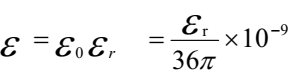 ε = ε₀εᵣ = εᵣ/36π × 10⁻⁹